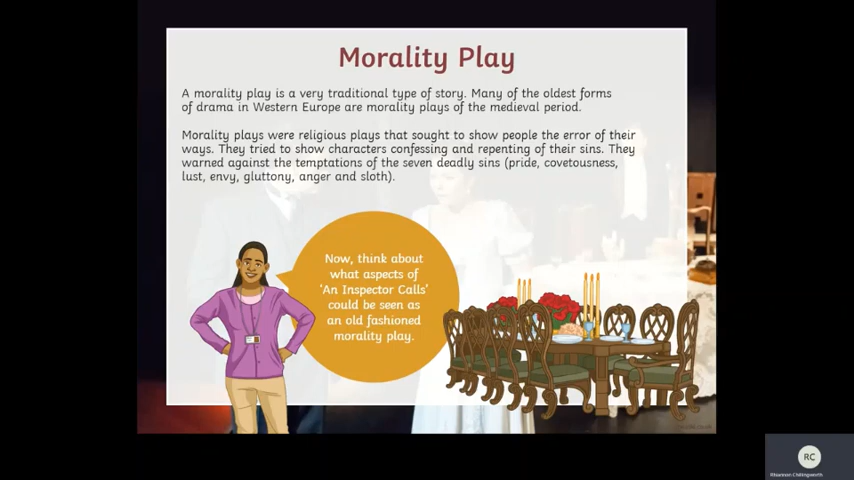 Morality Play
A morality play is a very traditional type of story. Many of the oldest forms
of drama in Western Europe are morality plays of the medieval period.
Morality plays were religious plays that sought to show people the error of their
ways. They tried to show characters confessing and repenting of their sins. They
warned against the temptations of the seven deadly sins (pride, covetousness,
lust, envy, gluttony, anger and sloth).
Now, think about
what aspects of
'An Inspector Calls'
could be seen as
an old fashioned
morality play.
RC
Rhiannon Chillingworth